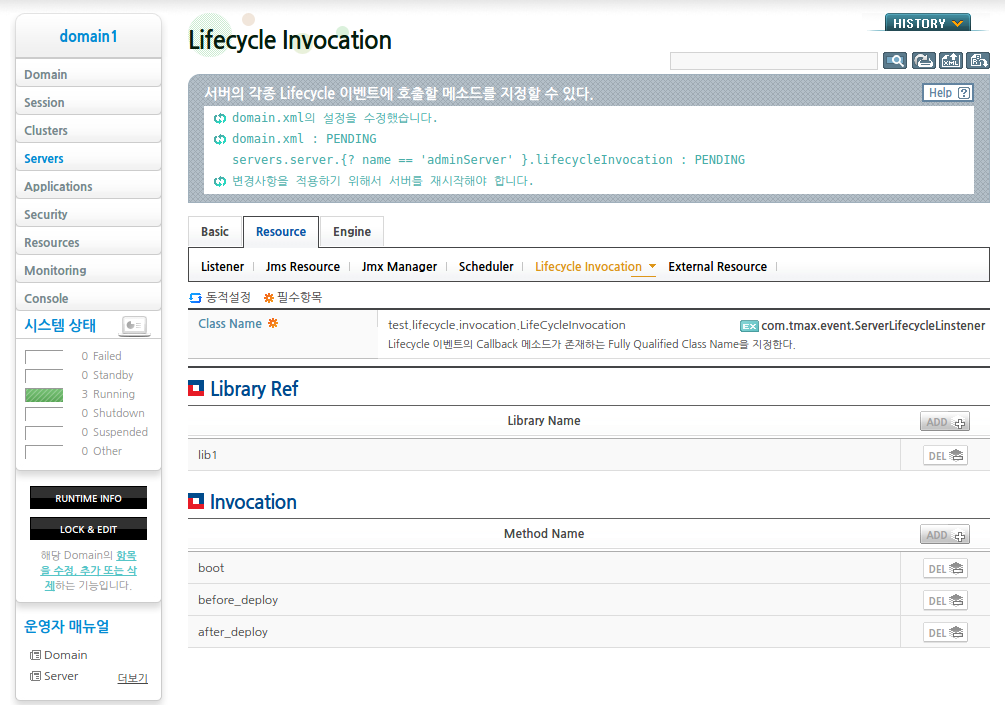 domain1
Domain
Session
Clusters
Servers
Applications
Security
Resources
Monitoring
Console
시스템 상태
0 Failed
0 Standby
3 Running
0 Shutdown
0 Suspended
0 Other
RUNTIME INFO
LOCK & EDIT
해당 Domain의 항목
을 수정, 추가 또는 삭
제하는 기능입니다.
운영자 매뉴얼
Domain
Server 더보기
HISTORY
Lifecycle Invocation
XML
서버의 각종 Lifecycle 이벤트에 호출할 메소드를 지정할 수 있다.
Help ?
domain.xml의 설정을 수정했습니다.
domain.xml : PENDING
servers.server.{? name == 'adminServer' }.lifecycleInvocation : PENDING
변경사항을 적용하기 위해서 서버를 재시작해야 합니다.
Basic Resource Engine
Listener Jms Resource Jmx Manager Scheduler Lifecycle Invocation External Resource
동적설정 필수항목
Class Name
test.lifecycle.invocation.LifeCycleInvocation EX com.tmax.event.ServerLifecycleLinstener
Lifecycle 이벤트의 Callback 메소드가 존재하는 Fully Qualified Class Name을 지정한다.
Library Ref
Library Name ADD
lib1 DEL
Invocation
Method Name ADD
boot DEL
before_deploy DEL
after_deploy DEL